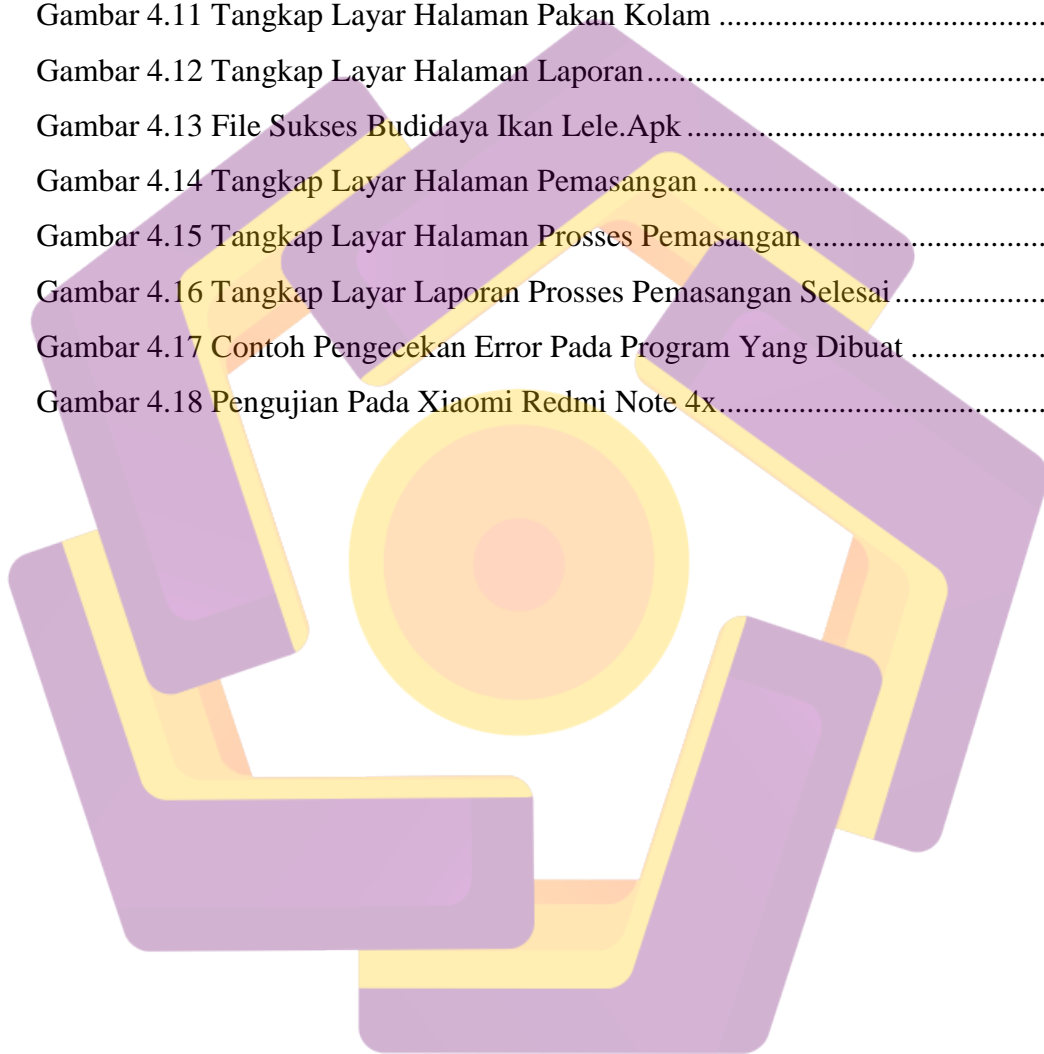 Gambar 4.11 Tangkap Layar Halaman Pakan Kolam ....................................
Gambar 4.12 Tangkap Layar Halaman Laporan............................................
Gambar 4.13 File Sukses Budidaya Ikan Lele.Apk ........................................
Gambar 4.14 Tangkap Layar Halaman Pemasangan ......................................
Gambar 4.15 Tangkap Layar Halaman Prosses Pemasangan..........................
Gambar 4.16 Tangkap Layar Laporan Prosses Pemasangan Selesai................
Gambar 4.17 Contoh Pengecekan Error Pada Program Yang Dibuat ..............
Gambar 4.18 Pengujian Pada Xiaomi Redmi Note 4x....................................